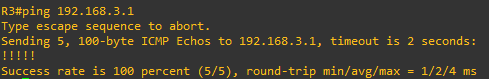 R3#ping 192.168.3.1
Type escape sequence to abort.
Sending 5, 100-byte ICMP Echos to 192.168.3.1, timeout is 2 seconds:
!!!!!
Success rate is 100 percent (5/5), round-trip min/avg/max = 1/2/4 ms